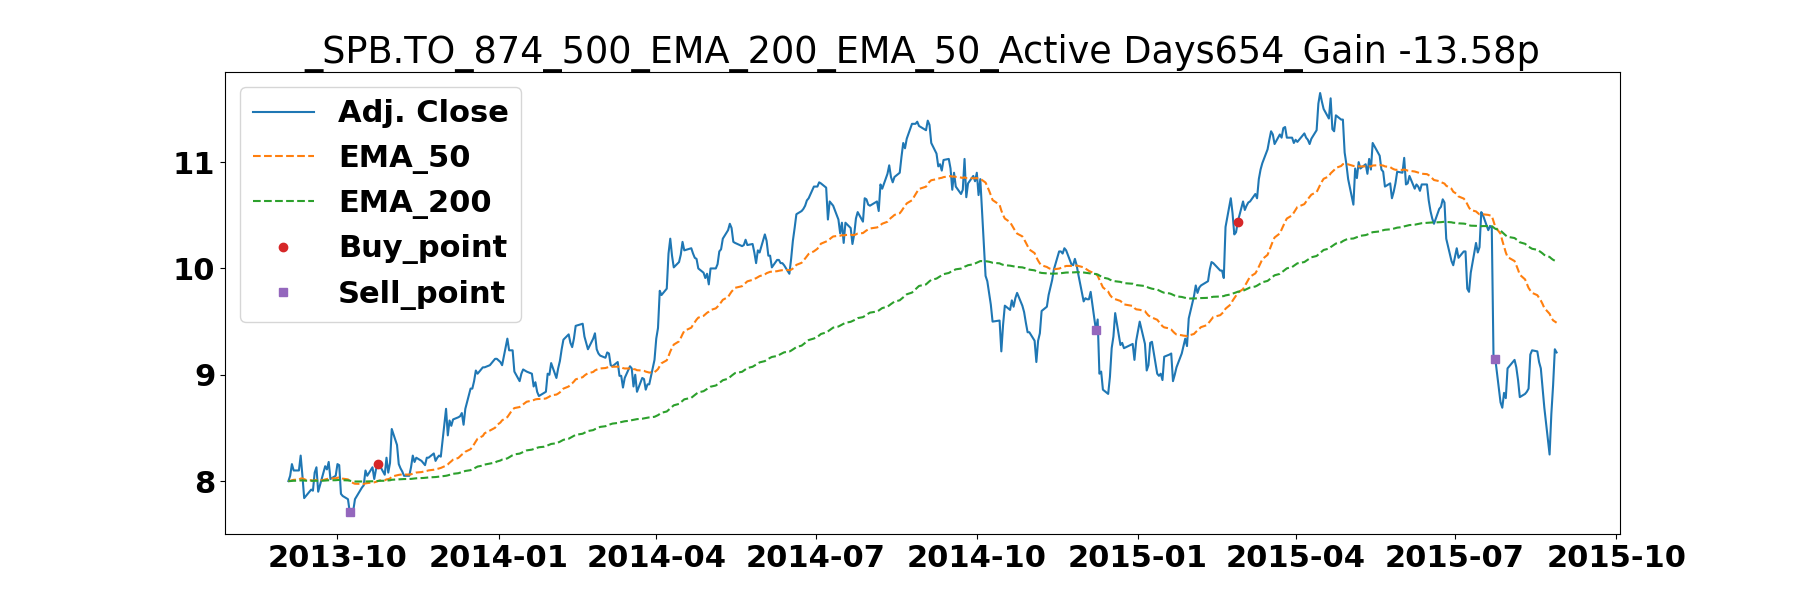 _SPB.TO_874_500_EMA_200_EMA_50_Active Days654_Gain -13.58p
Adj. Close
EMA_50
EMA_200
Buy_point
Sell_point
11
10
9
8
2013-10 2014-01 2014-04 2014-07 2014-10 2015-01 2015-04 2015-07 2015-10